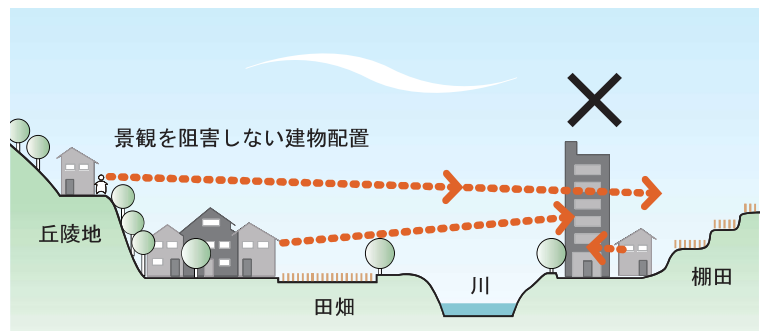 景観を阻害しない建物配置
丘陵地
川
棚田
田畑